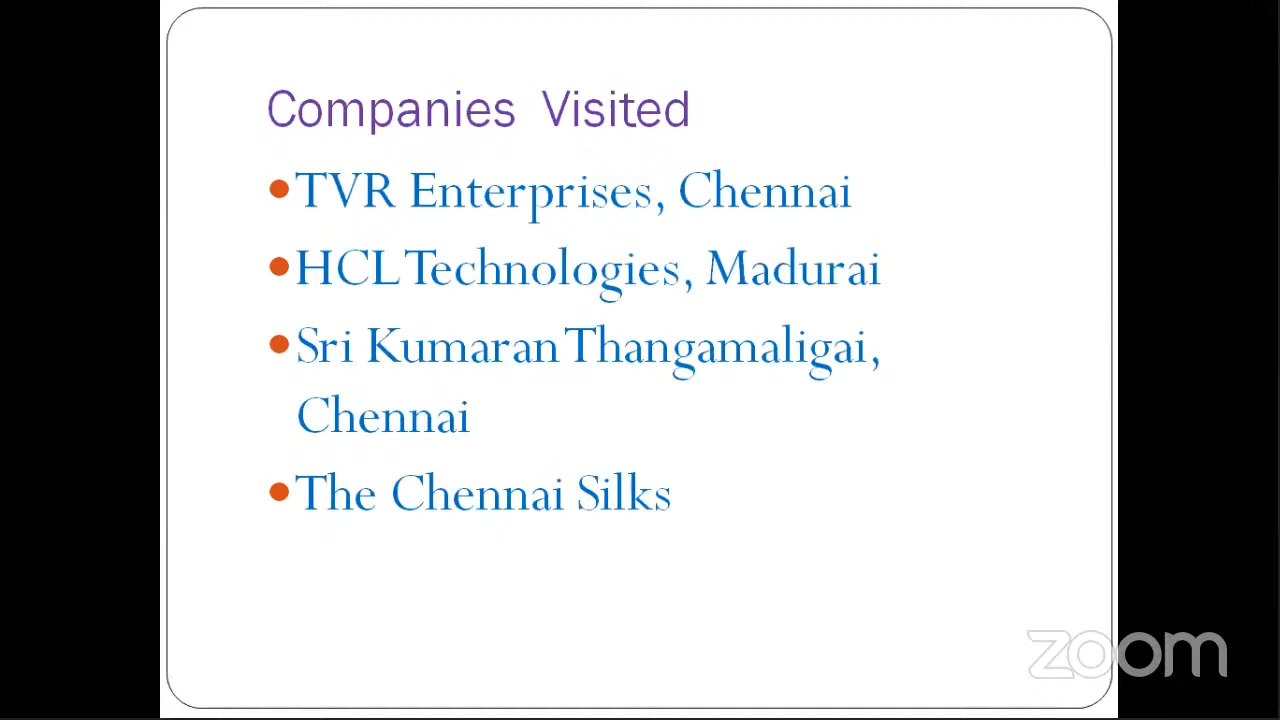 Companies Visited
•TVR Enterprises, Chennai
•HCL Technologies, Madurai
•Sri Kumaran Thangamaligai,
Chennai
•The Chennai Silks
zoom